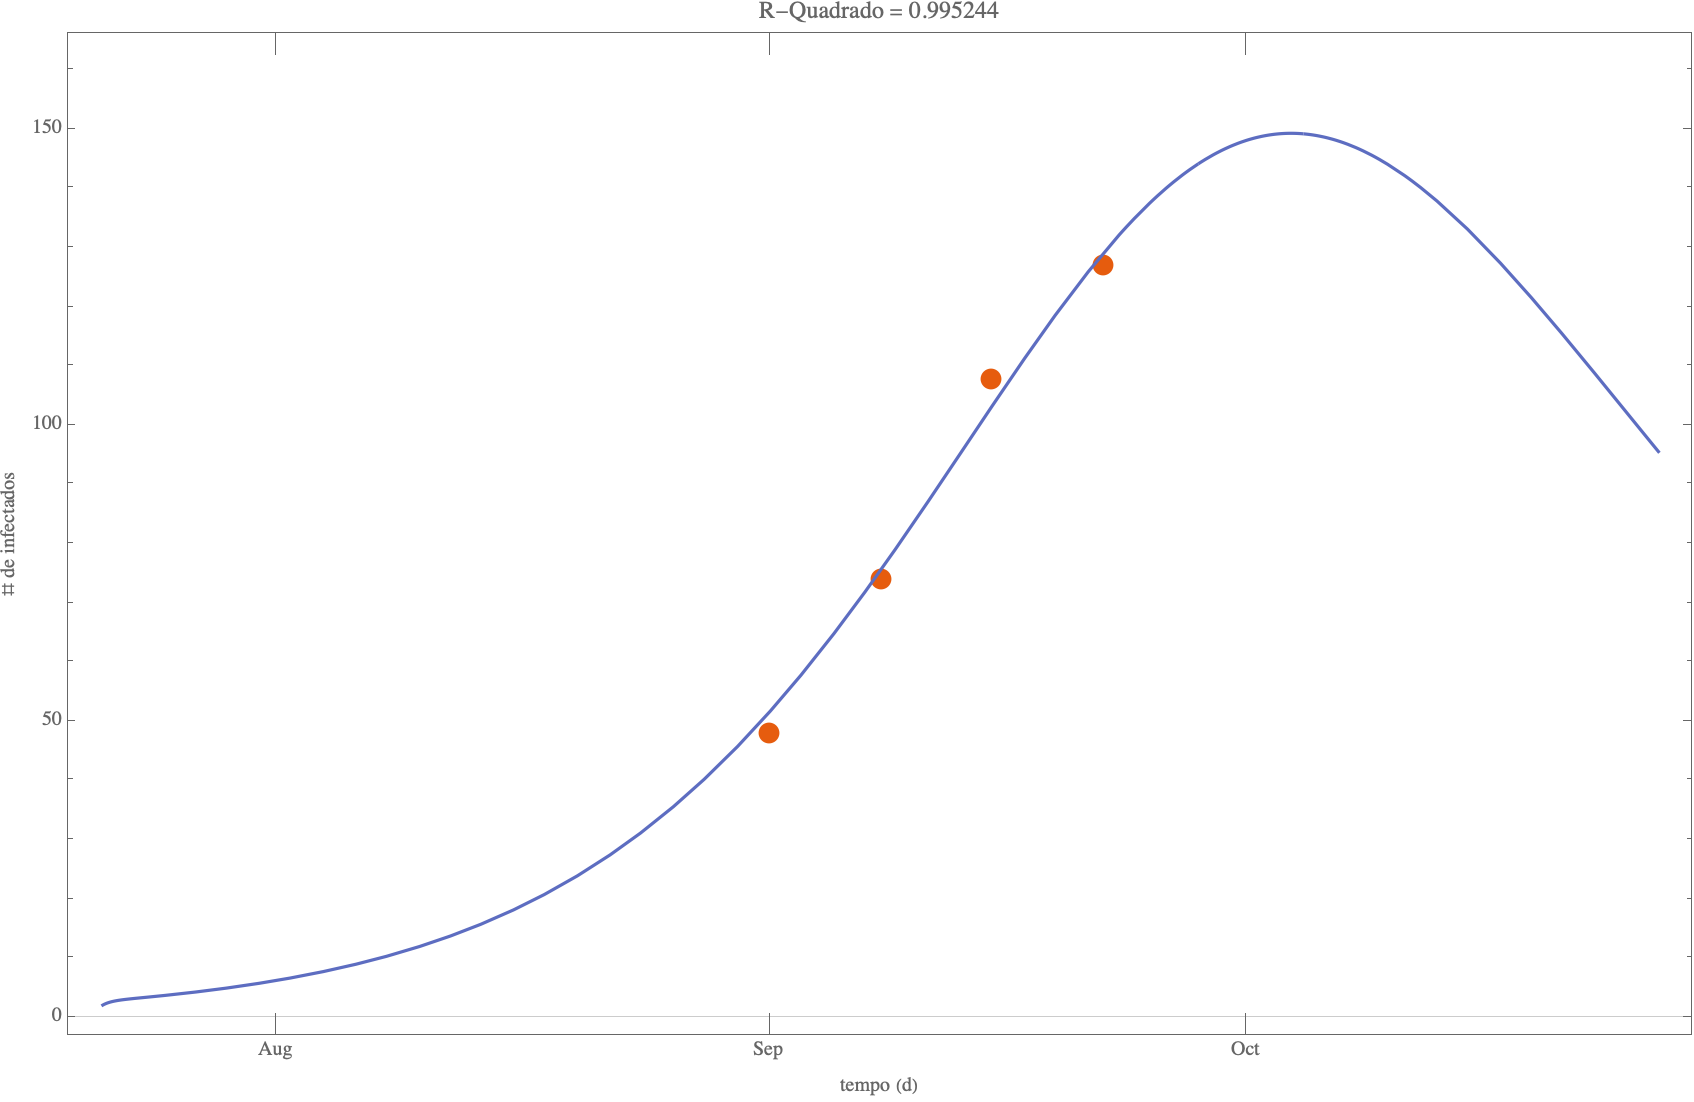 R−Quadrado = 0.995244
150
100
50
0
# de infectados
Aug Sep Oct
tempo (d)